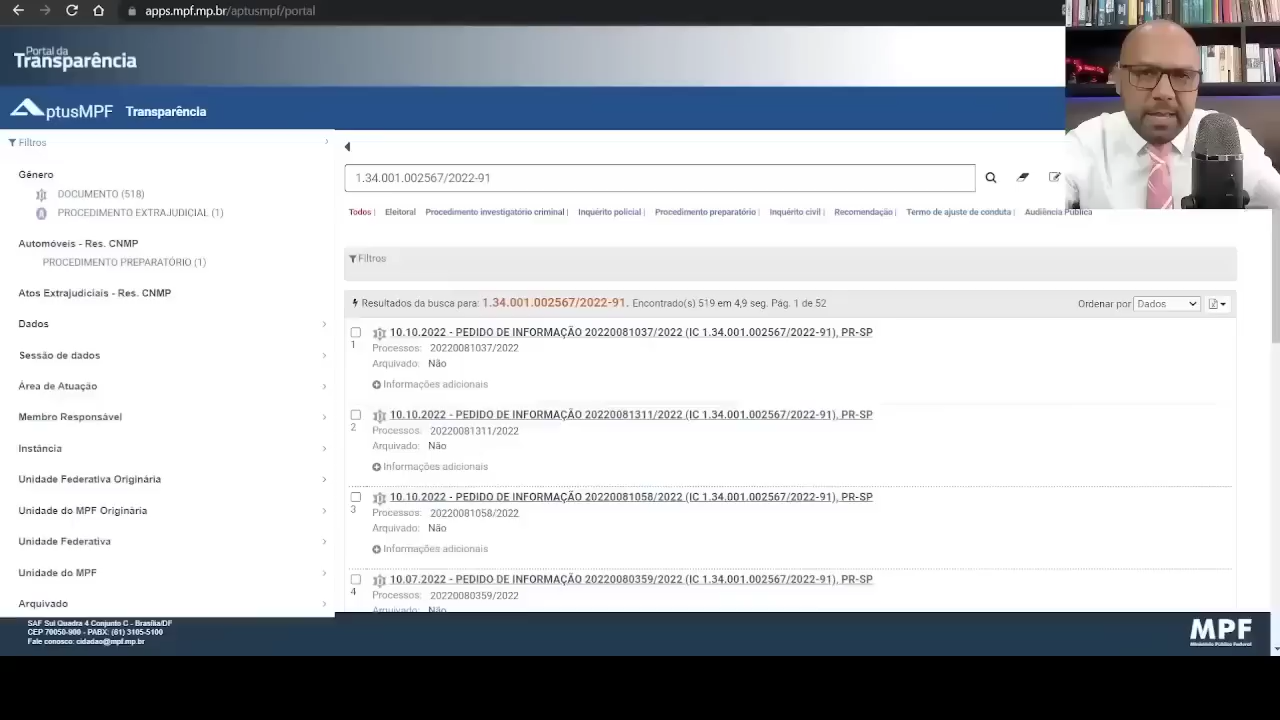 apps.mpf.mp.br/aptusmpf/portal
Portal da
Transparência
AptusMPF Transparência
Filtros
Gênero
DOCUMENTO (518)
PROCEDIMENTO EXTRAJUDICIAL (1)
Automóveis - Res. CNMP
PROCEDIMENTO PREPARATÓRIO (1)
Atos Extrajudiciais - Res. CNMP
Dados
Sessão de dados
Área de Atuação
Membro Responsável
Instância
Unidade Federativa Originária
Unidade do MPF Originária
Unidade Federativa
Unidade do MPF
Arquivado
1.34.001.002567/2022-91
Todos | Eleitoral Procedimento investigatório criminal | Inquérito policial | Procedimento preparatório | Inquérito civil | Recomendação | Termo de ajuste de conduta | Audiência Pública
Filtros
Resultados da busca para: 1.34.001.002567/2022-91. Encontrado(s) 519 em 4,9 seg. Pág. 1 de 52
Ordenar por Dados
1 10.10.2022 - PEDIDO DE INFORMAÇÃO 20220081037/2022 (IC 1.34.001.002567/2022-91), PR-SP
Processos: 20220081037/2022
Arquivado: Não
Informações adicionais
2 10.10.2022 - PEDIDO DE INFORMAÇÃO 20220081311/2022 (IC 1.34.001.002567/2022-91), PR-SP
Processos: 20220081311/2022
Arquivado: Não
Informações adicionais
3 10.10.2022 - PEDIDO DE INFORMAÇÃO 20220081058/2022 (IC 1.34.001.002567/2022-91), PR-SP
Processos: 20220081058/2022
Arquivado: Não
Informações adicionais
4 10.07.2022 - PEDIDO DE INFORMAÇÃO 20220080359/2022 (IC 1.34.001.002567/2022-91), PR-SP
Processos: 20220080359/2022
Arquivado: Não
SAF Sul Quadra 4 Conjunto C - Brasília/DF
CEP 70050-900 - PABX: (61) 3105-5100
Fale conosco: cidadao@mpf.mp.br
MPF
Ministério Público Federal